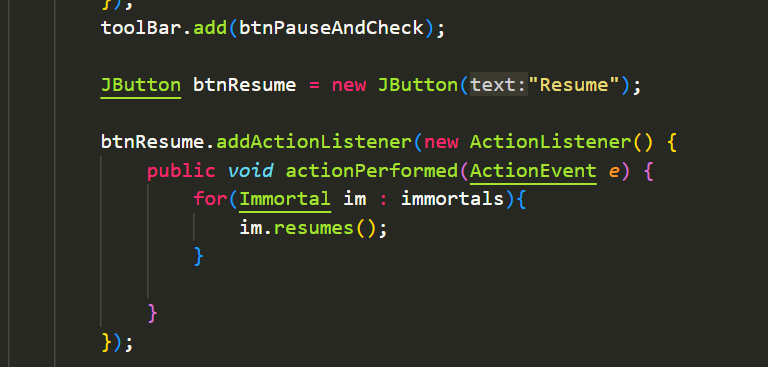 });
toolBar.add(btnPauseAndCheck);
JButton btnResume = new JButton(text:"Resume");
btnResume.addActionListener(new ActionListener() {
public void actionPerformed(ActionEvent e) {
for(Immortal im : immortals){
im.resumes();
}
}
});